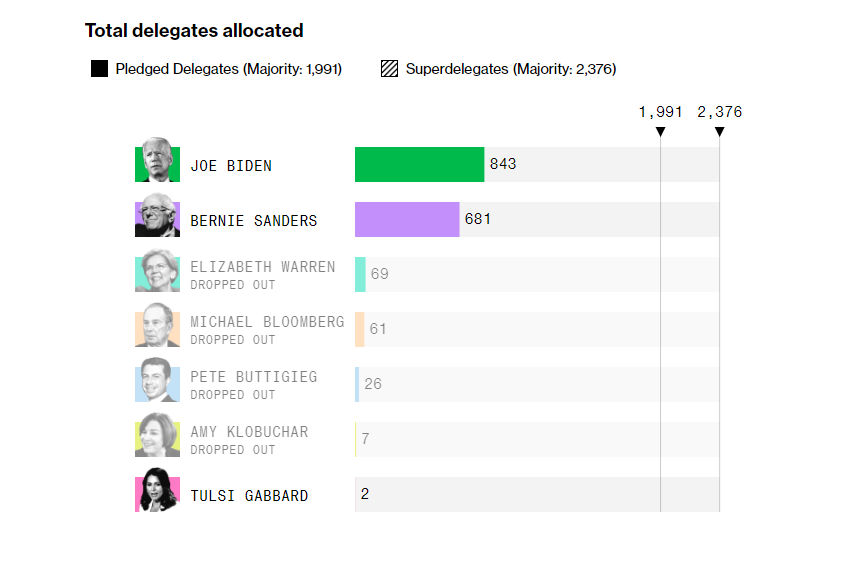 Total delegates allocated
Pledged Delegates (Majority: 1,991) Superdelegates (Majority: 2,376)
1,991 2,376
JOE BIDEN 843
BERNIE SANDERS 681
ELIZABETH WARREN 69
DROPPED OUT
MICHAEL BLOOMBERG 61
DROPPED OUT
PETE BUTTIGIEG 26
DROPPED OUT
AMY KLOBUCHAR 7
DROPPED OUT
TULSI GABBARD 2